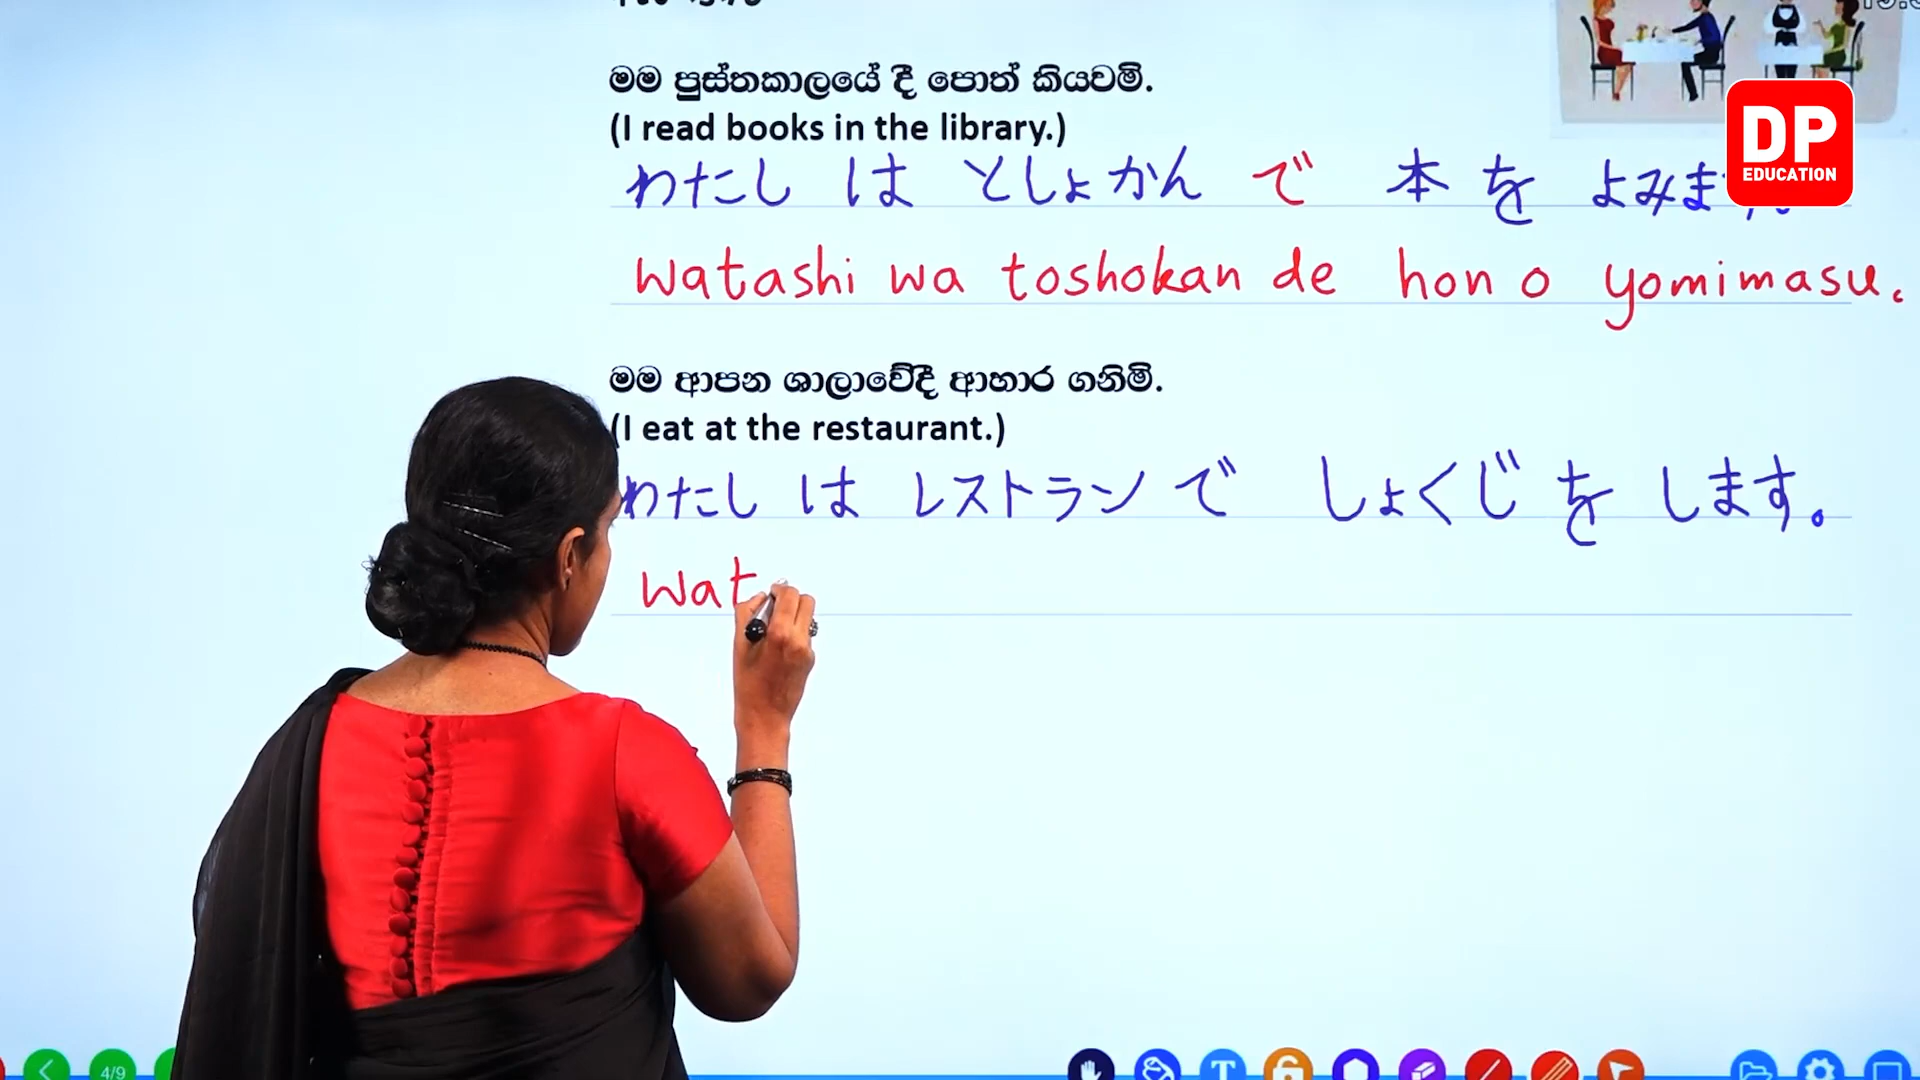 මම පුස්තකාලයේ දී පොත් කියවමි.
(I read books in the library.)
わたし は としょかん で 本 を よみます。
watashi wa toshokan de hon o yomimasu.
මම ආපන ශාලාවේදී ආහාර ගනිමි.
(I eat at the restaurant.)
わたし は レストラン で しょくじ を します。
wat
DP
EDUCATION
4/9
T